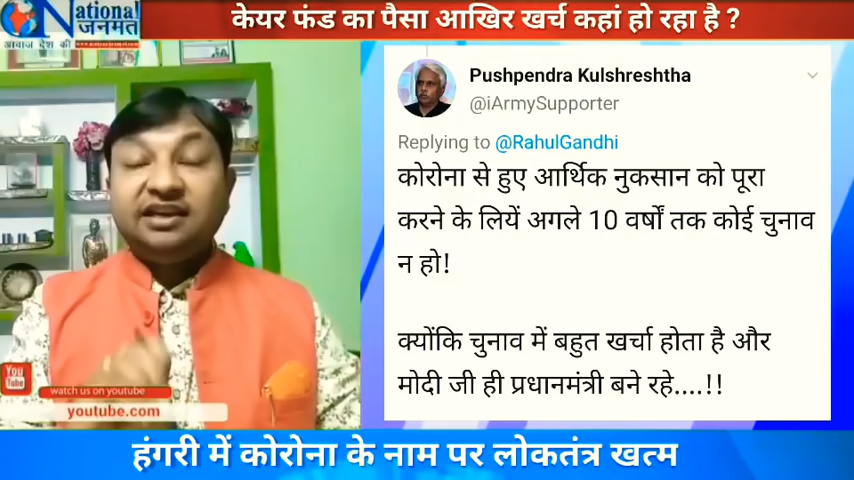 National
जनमत
आवाज देश की
केयर फंड का पैसा आखिर खर्च कहां हो रहा है ?
Pushpendra Kulshreshtha
@iArmySupporter
Replying to @RahulGandhi
कोरोना से हुए आर्थिक नुकसान को पूरा
करने के लियें अगले 10 वर्षों तक कोई चुनाव
न हो!
क्योंकि चुनाव में बहुत खर्चा होता है और
मोदी जी ही प्रधानमंत्री बने रहे....!!
You
Tube
watch us on youtube
youtube.com
हंगरी में कोरोना के नाम पर लोकतंत्र खत्म